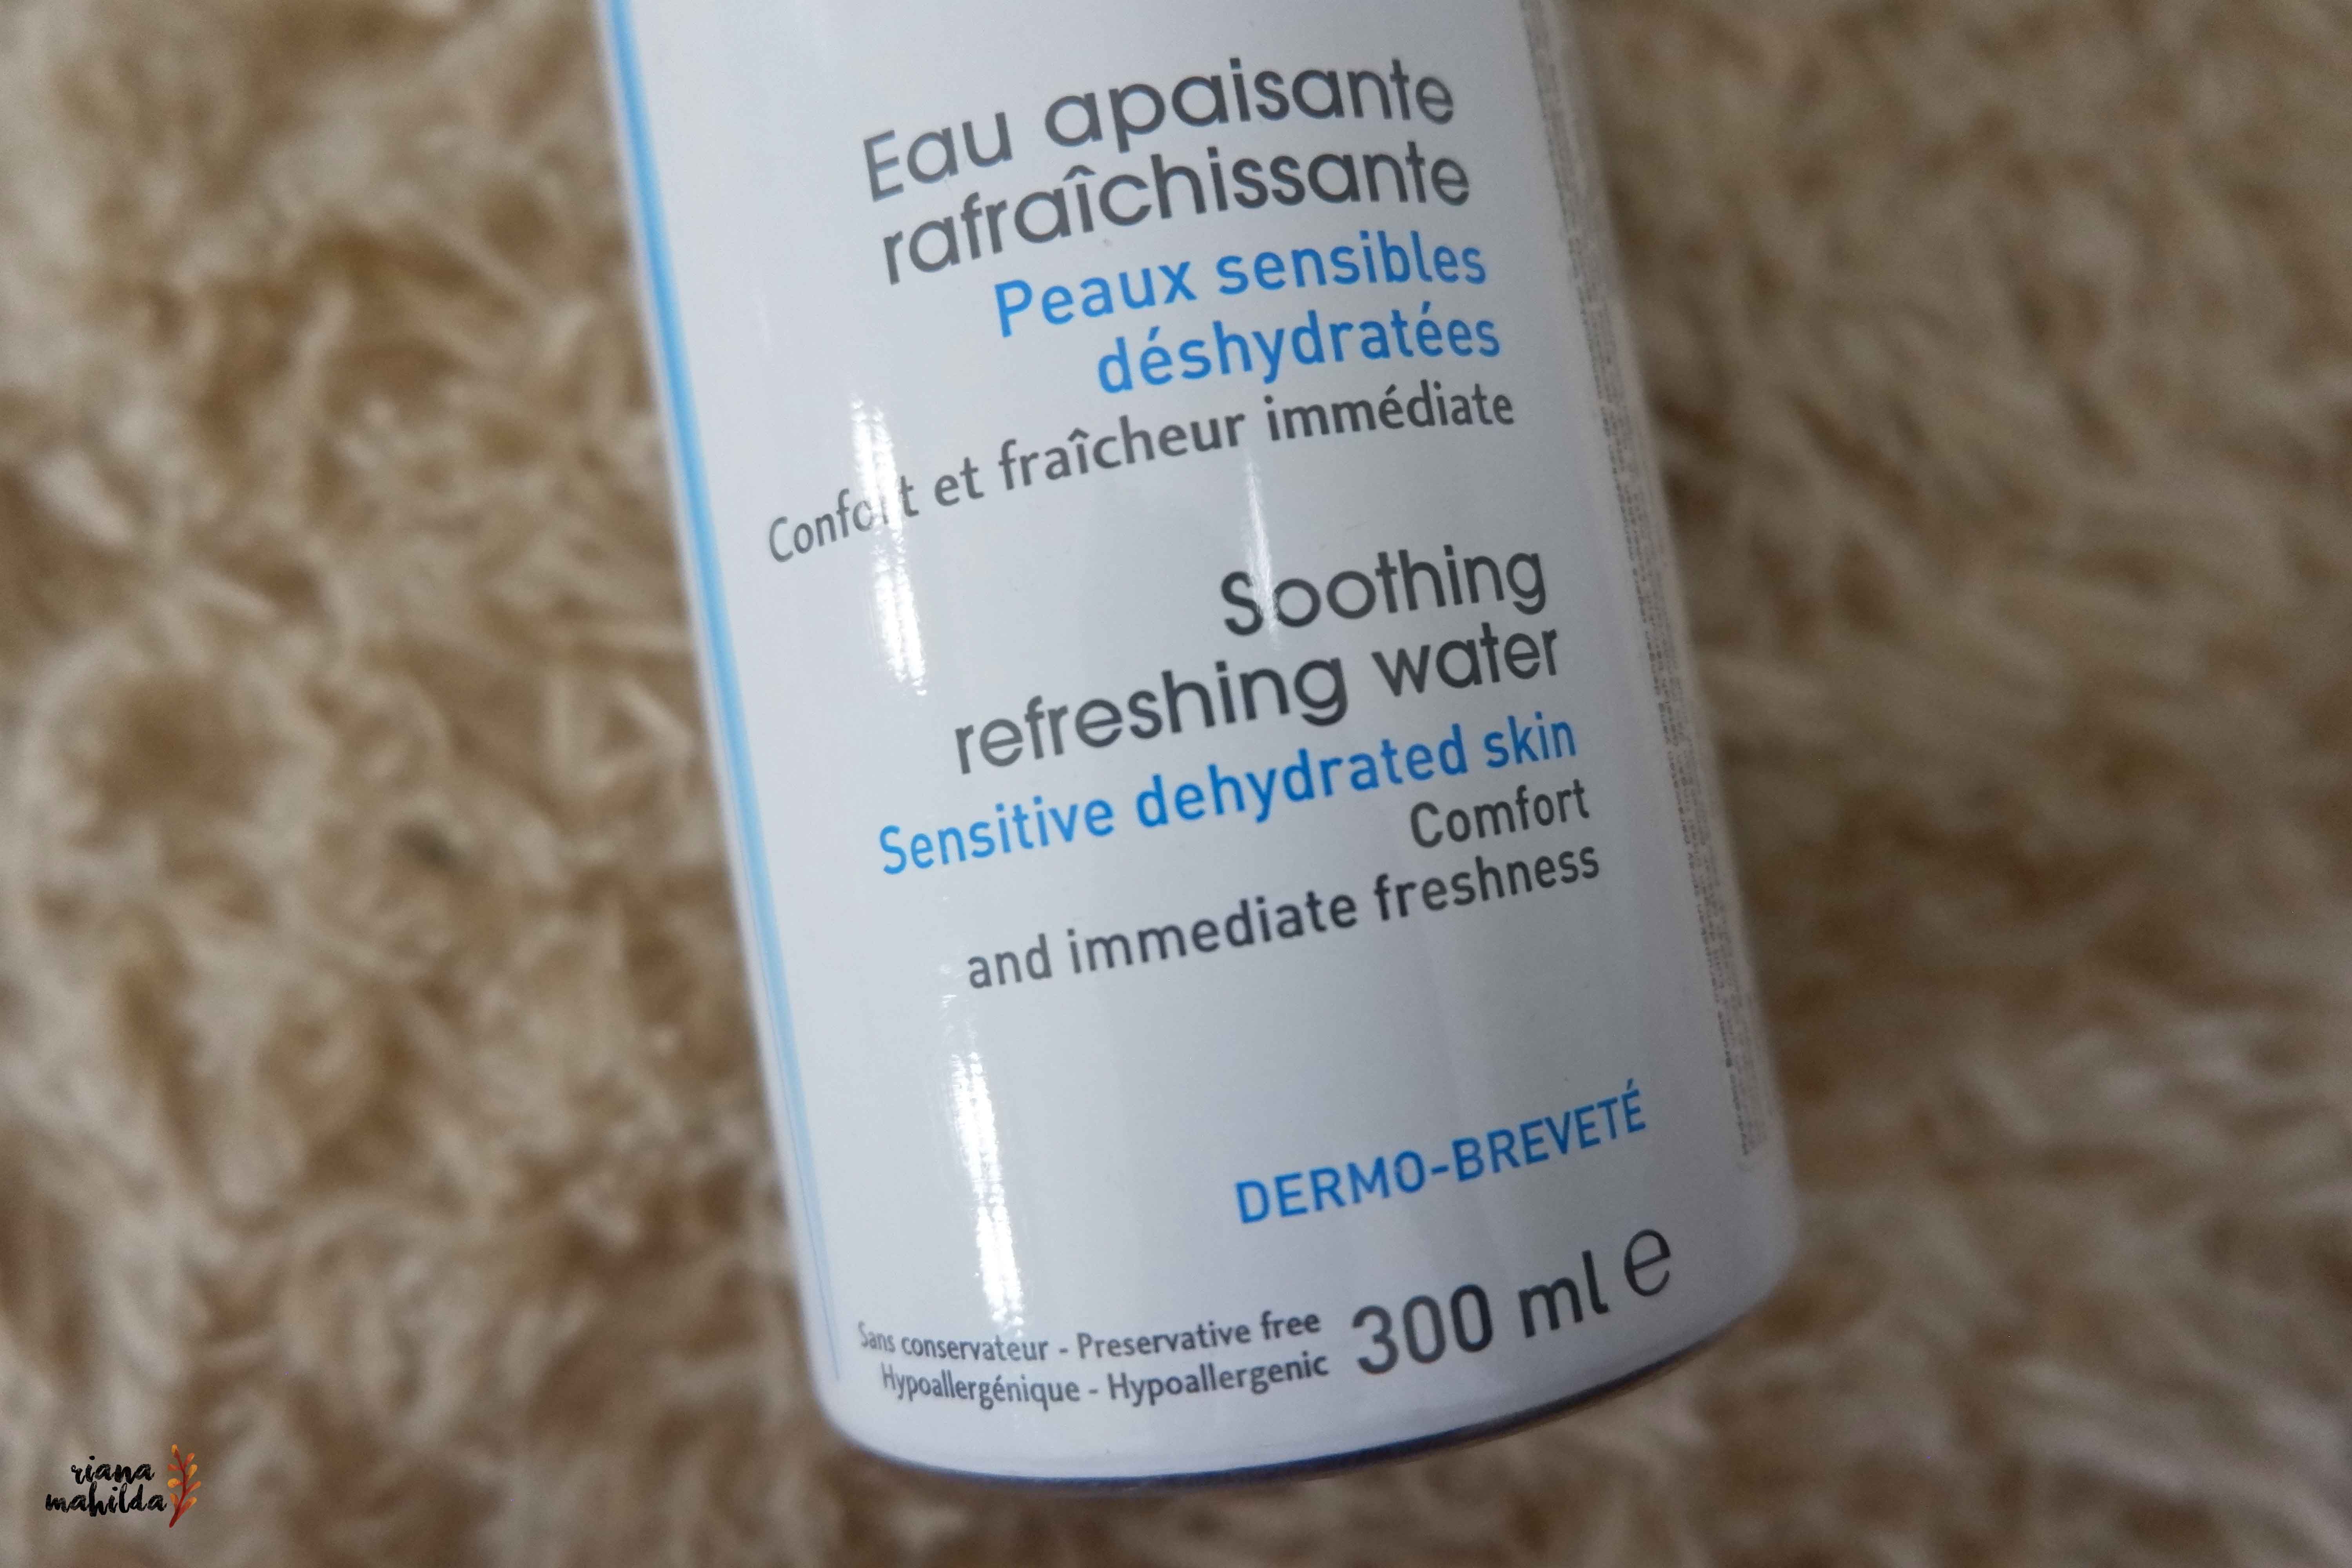 Eau apaisante
rafraîchissante
Peaux sensibles
déshydratées
Confort et fraîcheur immédiate
Soothing
refreshing water
Sensitive dehydrated skin
Comfort
and immediate freshness
DERMO-BREVETÉ
Sans conservateur - Preservative free
Hypoallergénique - Hypoallergenic
300 ml e
riana
mahilda